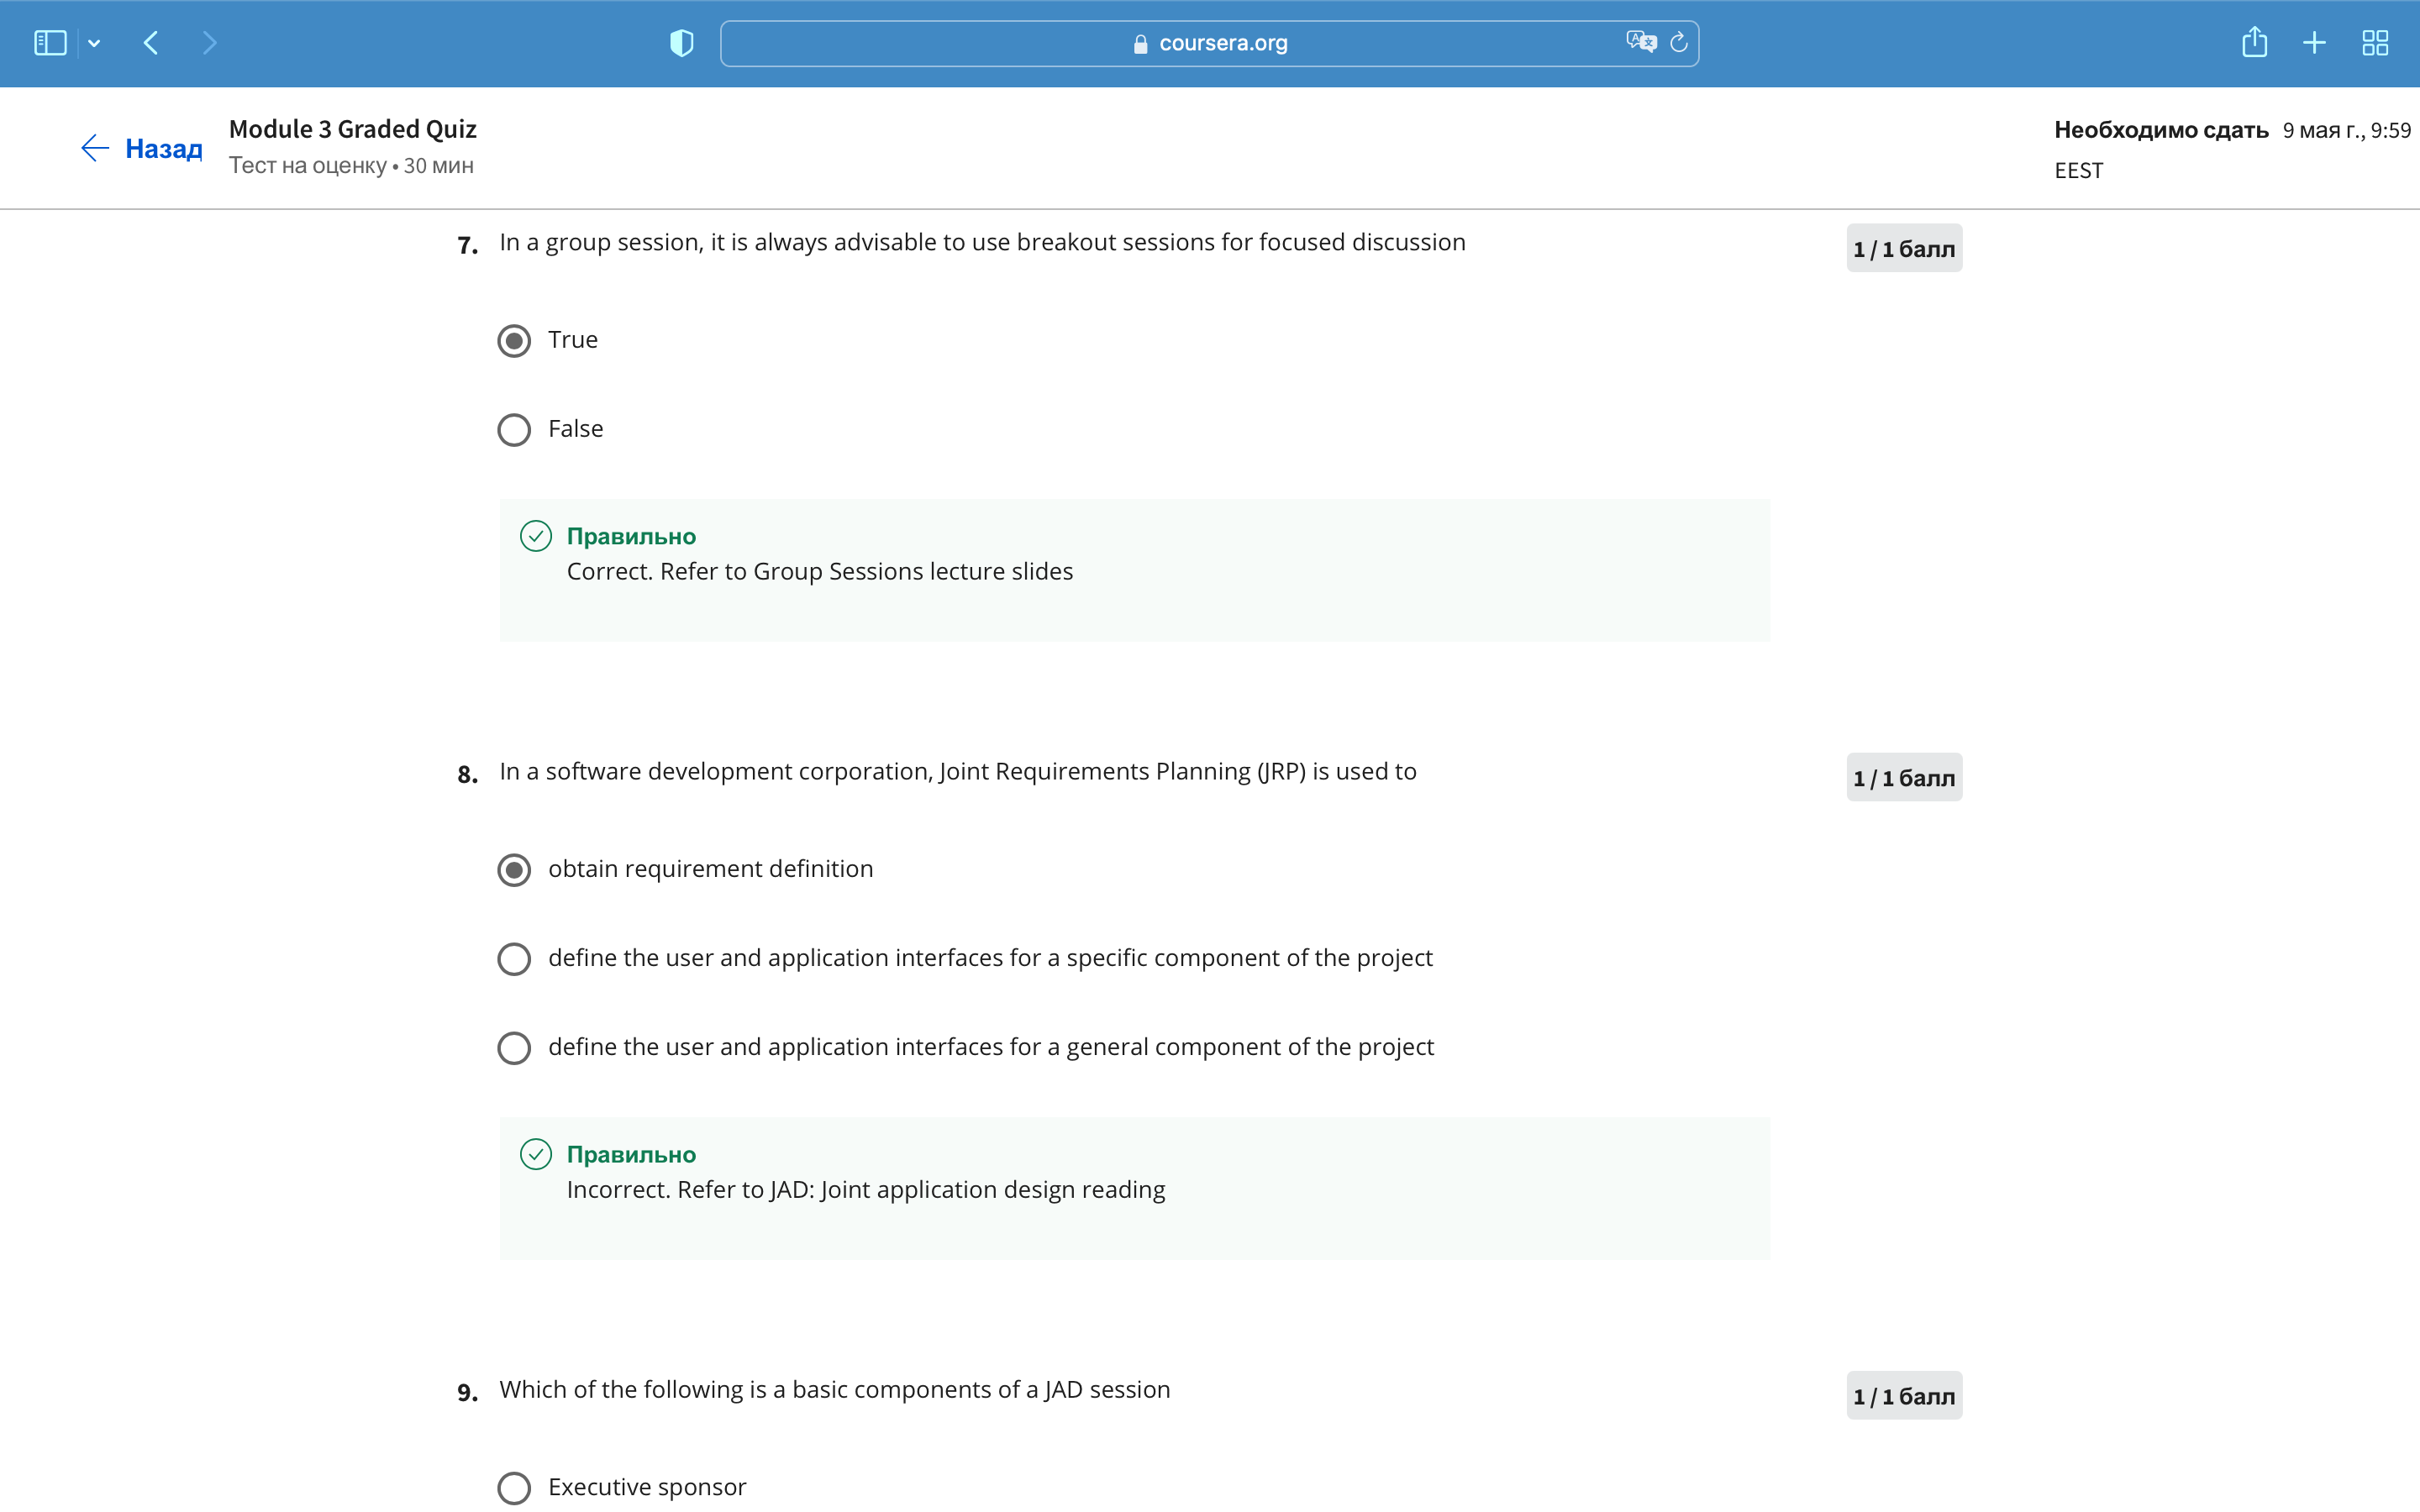 coursera.org
Назад
Module 3 Graded Quiz
Тест на оценку • 30 мин
Необходимо сдать 9 мая г., 9:59
EEST
7. In a group session, it is always advisable to use breakout sessions for focused discussion
1 / 1 балл
True
False
Правильно
Correct. Refer to Group Sessions lecture slides
8. In a software development corporation, Joint Requirements Planning (JRP) is used to
1 / 1 балл
obtain requirement definition
define the user and application interfaces for a specific component of the project
define the user and application interfaces for a general component of the project
Правильно
Incorrect. Refer to JAD: Joint application design reading
9. Which of the following is a basic components of a JAD session
1 / 1 балл
Executive sponsor